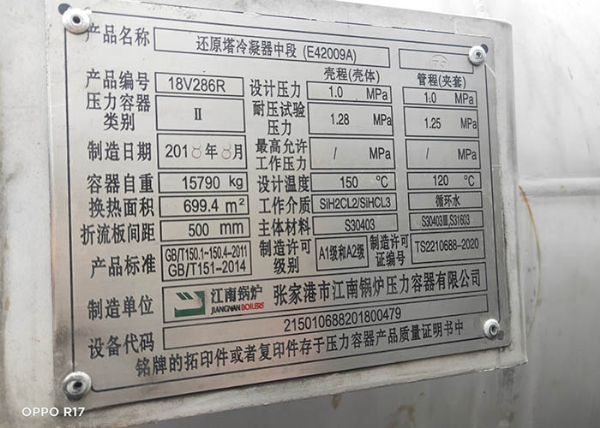 产品名称 还原塔冷凝器中段 (E42009A)
壳程(壳体) 管程(夹套)
产品编号 18V286R 设计压力 1.0 MPa 1.0 MPa
压力容器类别 Ⅱ 耐压试验压力 1.28 MPa 1.25 MPa
制造日期 2018年8月 最高允许工作压力 / MPa / MPa
容器自重 15790 kg 设计温度 150 ℃ 120 ℃
换热面积 699.4 m² 工作介质 SiH2CL2/SiHCL3 循环水
折流板间距 500 mm 主体材料 S30403 S30403Ⅲ,S31603
产品标准 GB/T150.1-150.4-2011 GB/T151-2014 制造许可级别 A1级和A2级 制造许可证编号 TS2210688-2020
制造单位 江南锅炉 JIANGNAN BOILERS 张家港市江南锅炉压力容器有限公司
设备代码 215010688201800479
铭牌的拓印件或者复印件存于压力容器产品质量证明书中
OPPO R17